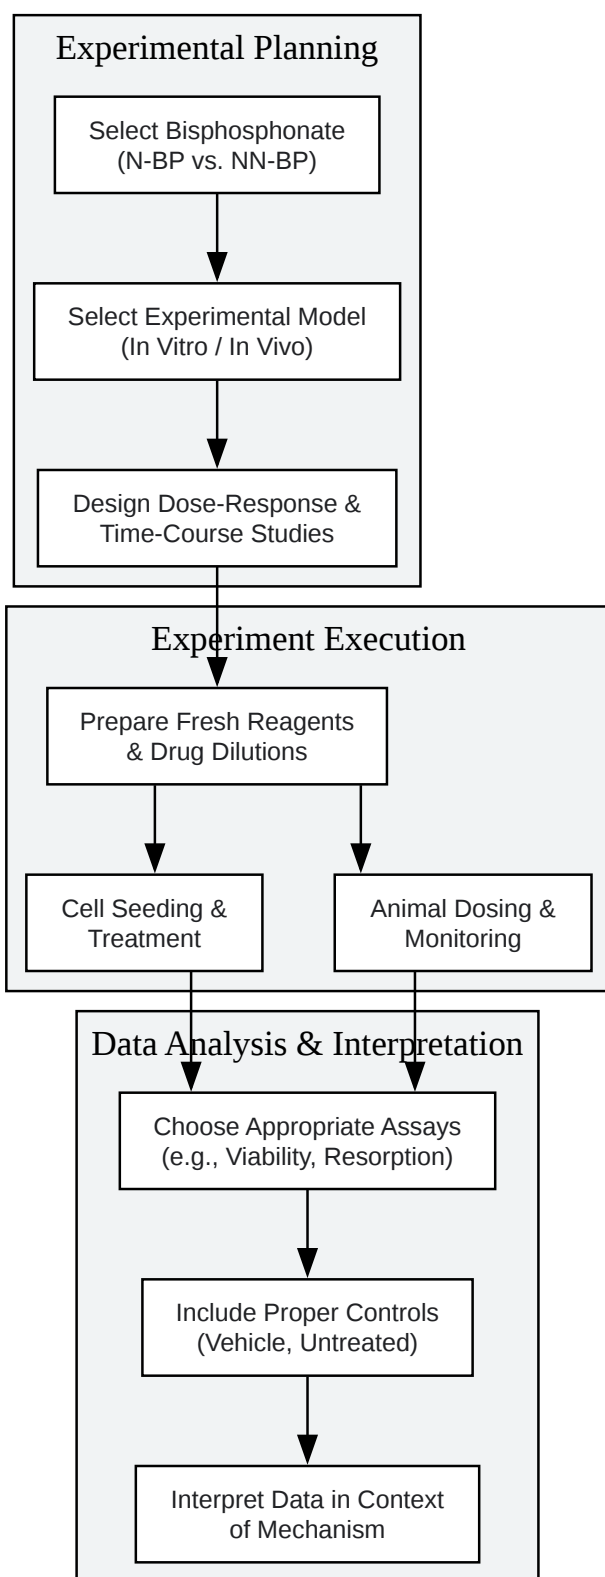 Experimental Planning
Select Bisphosphonate
(N-BP vs. NN-BP)
Select Experimental Model
(In Vitro / In Vivo)
Design Dose-Response &
Time-Course Studies
Experiment Execution
Prepare Fresh Reagents
& Drug Dilutions
Cell Seeding &
Treatment
Animal Dosing &
Monitoring
Data Analysis & Interpretation
Choose Appropriate Assays
(e.g., Viability, Resorption)
Include Proper Controls
(Vehicle, Untreated)
Interpret Data in Context
of Mechanism